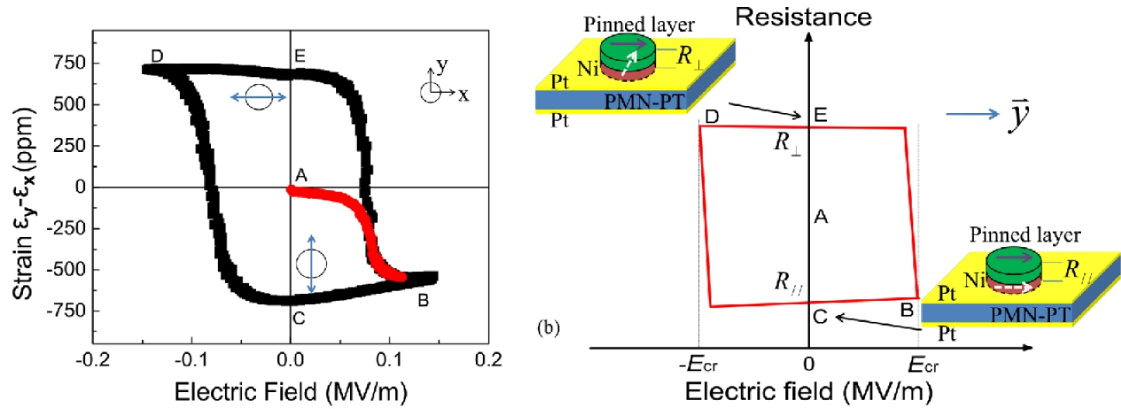 Strain εy-εx (ppm)
750
500
250
0
-250
-500
-750
D
E
y
x
A
B
C
-0.2
-0.1
0.0
0.1
0.2
Electric Field (MV/m)
Resistance
Pinned layer
Ni
R⊥
Pt
PMN-PT
Pt
D
E
R⊥
y⃗
A
Pinned layer
Ni
R//
Pt
PMN-PT
Pt
R//
B
C
(b)
-Ecr
0
Ecr
Electric field (MV/m)